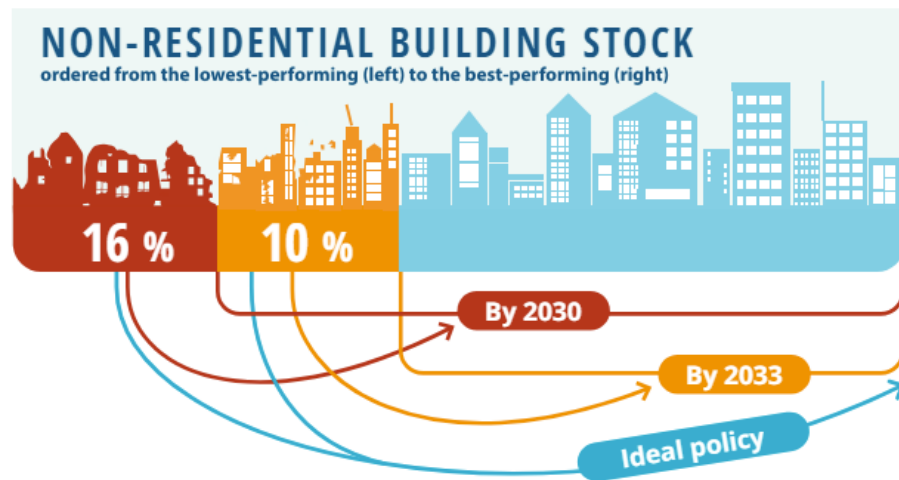 NON-RESIDENTIAL BUILDING STOCK
ordered from the lowest-performing (left) to the best-performing (right)
16 %
10 %
By 2030
By 2033
Ideal policy